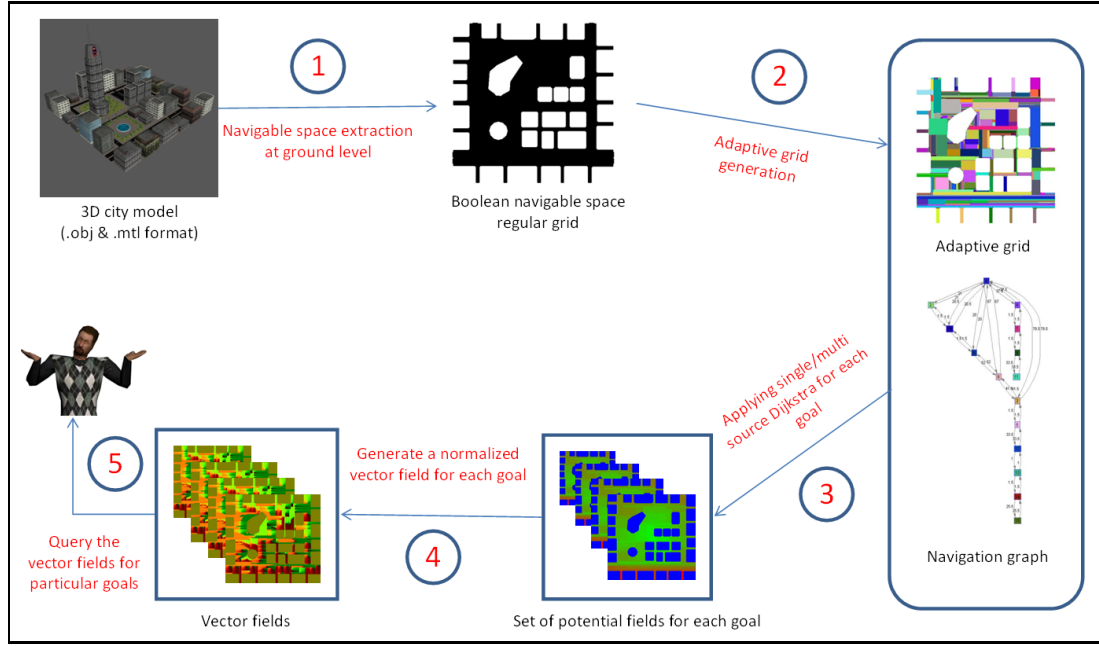 1
Navigable space extraction
at ground level
3D city model
(.obj & .mtl format)
Boolean navigable space
regular grid
2
Adaptive grid
generation
Adaptive grid
Navigation graph
Applying single/multi
source Dijkstra for each
goal
3
Set of potential fields for each goal
Generate a normalized
vector field for each goal
4
Vector fields
5
Query the
vector fields for
particular goals